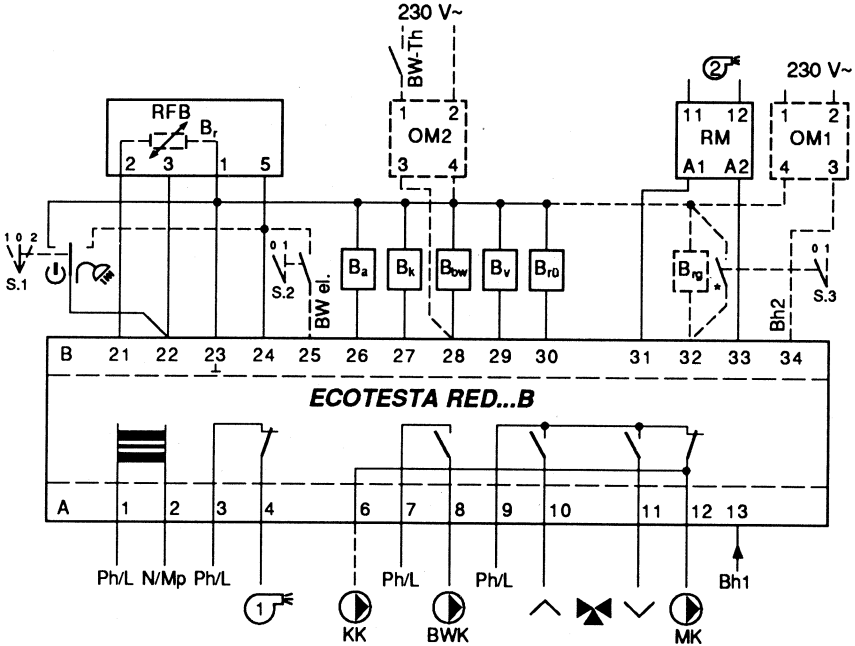 230 V~
BW-Th
2
230 V~
RFB
Br
2 3 1 5
1 2
OM2
3 4
11 12
RM
A1 A2
1 2
OM1
4 3
1 0 2
S.1
0 1
S.2
BW el.
Ba
Bk
Bbw
Bv
Brü
Brg
*
0 1
S.3
Bh2
B 21 22 23 24 25 26 27 28 29 30 31 32 33 34
ECOTESTA RED...B
A 1 2 3 4 6 7 8 9 10 11 12 13
Ph/L N/Mp Ph/L Ph/L Ph/L Bh1
1
KK BWK MK